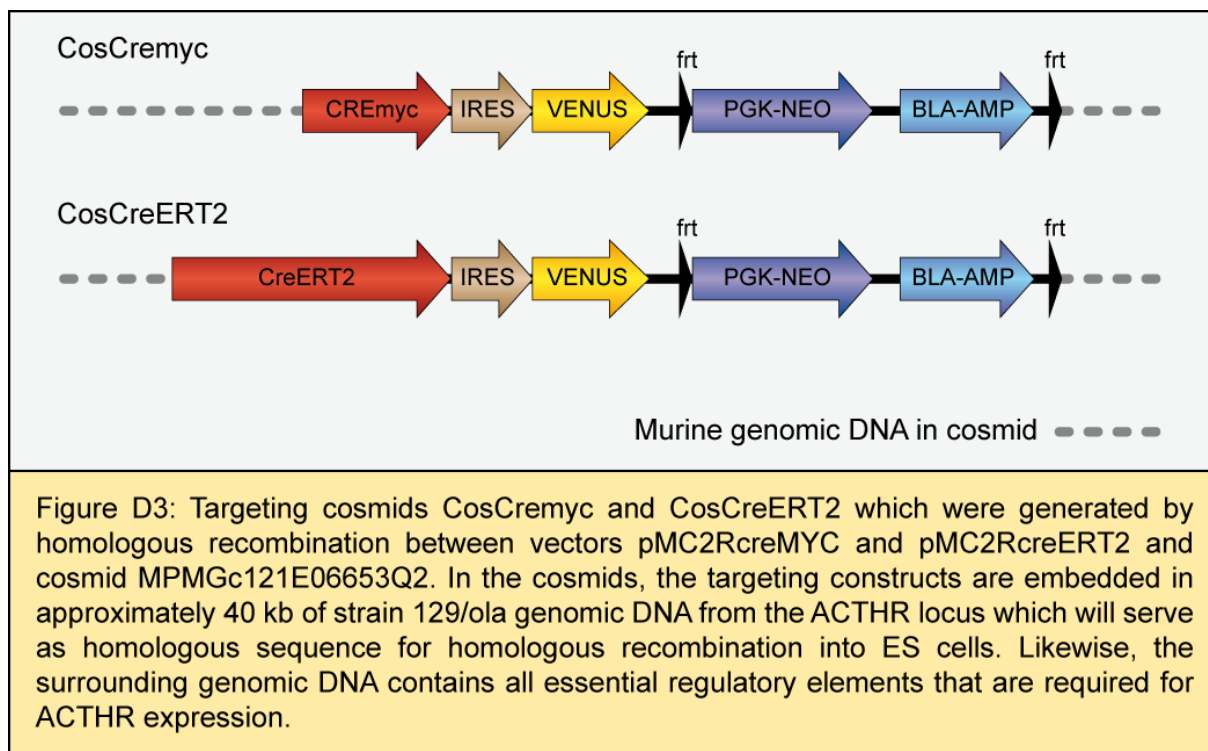 CosCremyc
frt
frt
CREmyc
IRES
VENUS
PGK-NEO
BLA-AMP
CosCreERT2
frt
frt
CreERT2
IRES
VENUS
PGK-NEO
BLA-AMP
Murine genomic DNA in cosmid
Figure D3: Targeting cosmids CosCremyc and CosCreERT2 which were generated by
homologous recombination between vectors pMC2RcreMYC and pMC2RcreERT2 and
cosmid MPMGc121E06653Q2. In the cosmids, the targeting constructs are embedded in
approximately 40 kb of strain 129/ola genomic DNA from the ACTHR locus which will serve
as homologous sequence for homologous recombination into ES cells. Likewise, the
surrounding genomic DNA contains all essential regulatory elements that are required for
ACTHR expression.